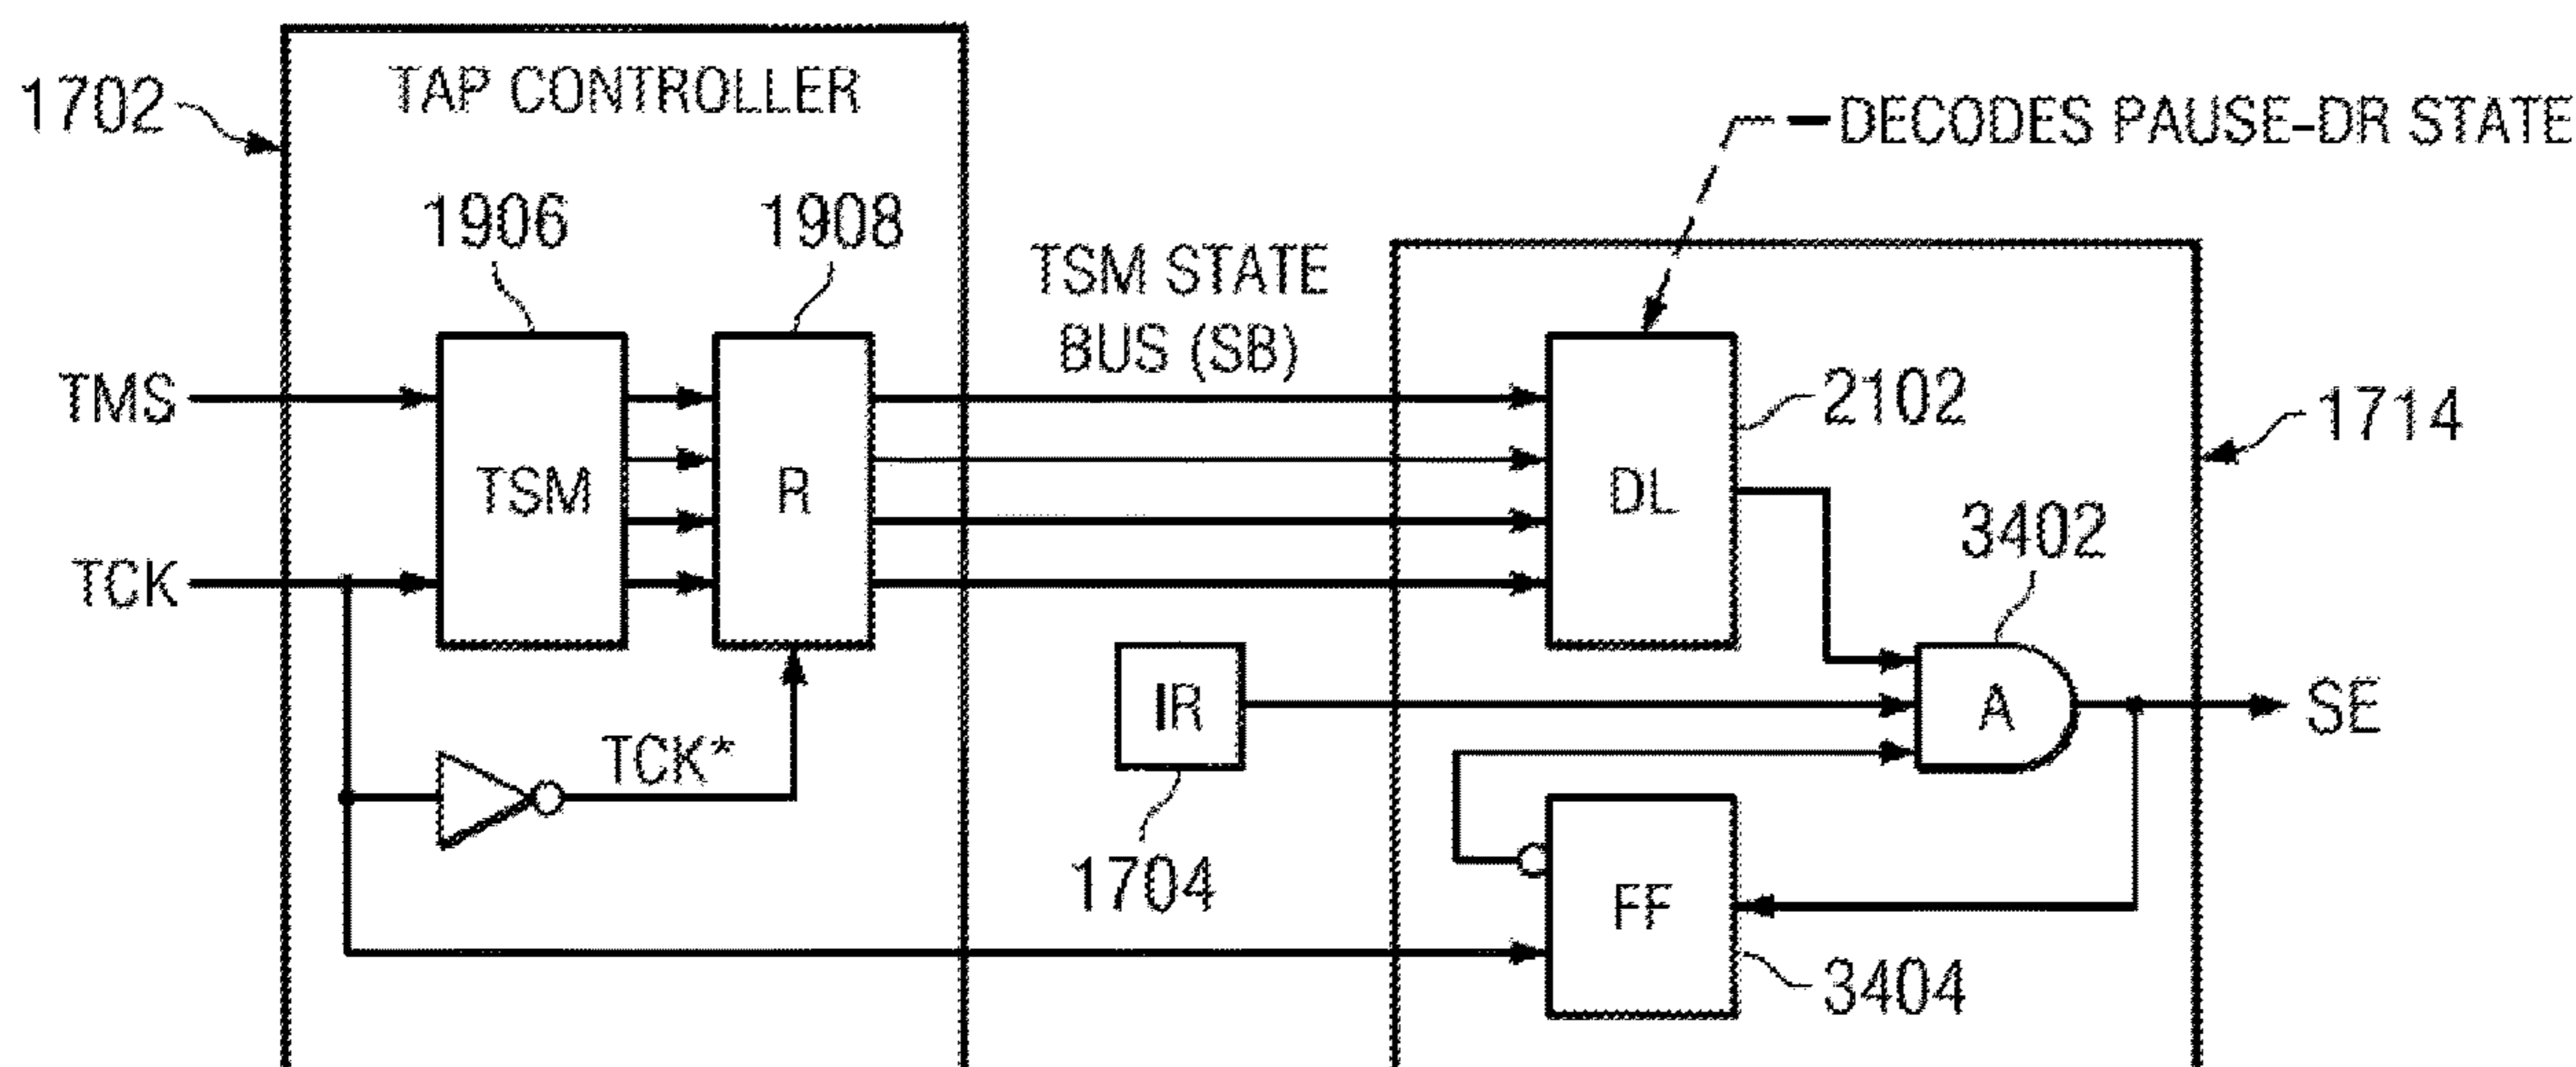 TAP CONTROLLER
1702
DECODES PAUSE-DR STATE
1906
1908
TSM STATE
BUS (SB)
TMS
2102
1714
TSM
R
DL
3402
TCK
IR
A
SE
TCK*
1704
FF
3404